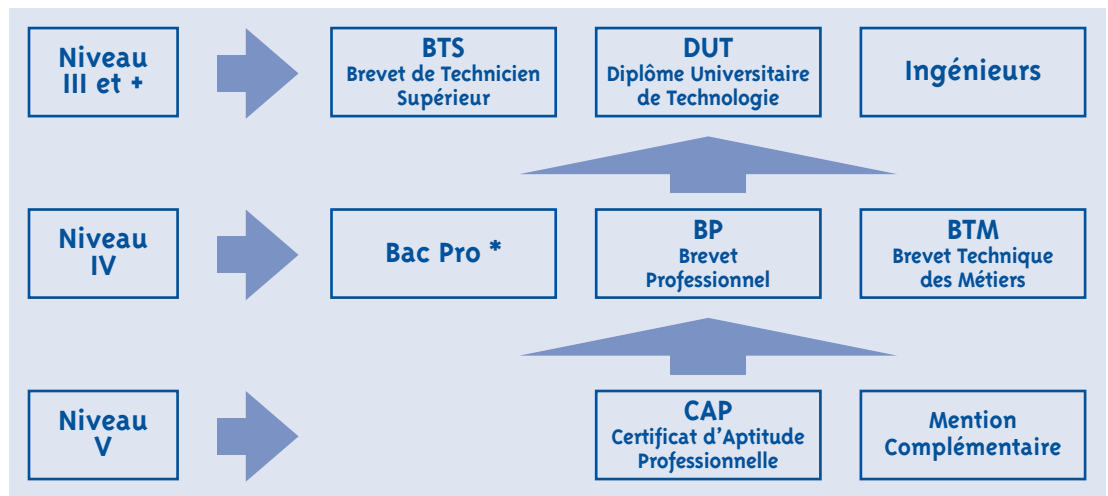 Niveau
III et +
BTS
Brevet de Technicien
Supérieur
DUT
Diplôme Universitaire
de Technologie
Ingénieurs
Niveau
IV
Bac Pro *
BP
Brevet
Professionnel
BTM
Brevet Technique
des Métiers
Niveau
V
CAP
Certificat d'Aptitude
Professionnelle
Mention
Complémentaire